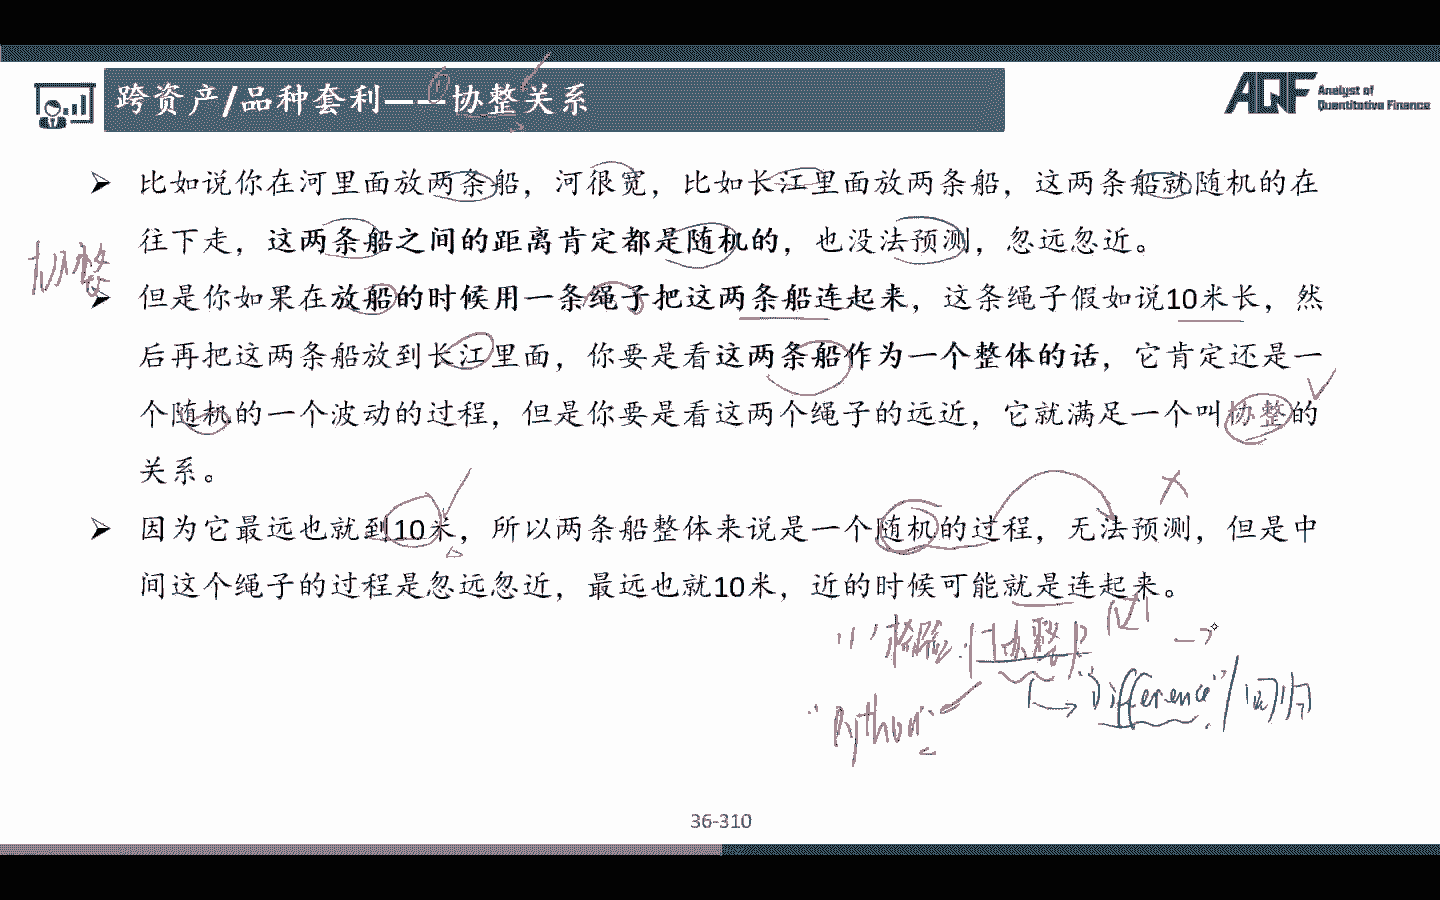 跨资产/品种套利——协整关系
AQF Analyst of
Quantitative Finance
➢ 比如说你在河里面放两条船，河很宽，比如长江里面放两条船，这两条船就随机的在
往下走，这两条船之间的距离肯定都是随机的，也没法预测，忽远忽近。
协整
➢ 但是你如果在放船的时候用一条绳子把这两条船连起来，这条绳子假如说10米长，然
后再把这两条船放到长江里面，你要是看这两条船作为一个整体的话，它肯定还是一
个随机的一个波动的过程，但是你要是看这两个绳子的远近，它就满足一个叫协整的
关系。
➢ 因为它最远也就到10米，所以两条船整体来说是一个随机的过程，无法预测，但是中
间这个绳子的过程是忽远忽近，最远也就10米，近的时候可能就是连起来。
(1) 检验：协整
"Difference"/
"Python"
36-310